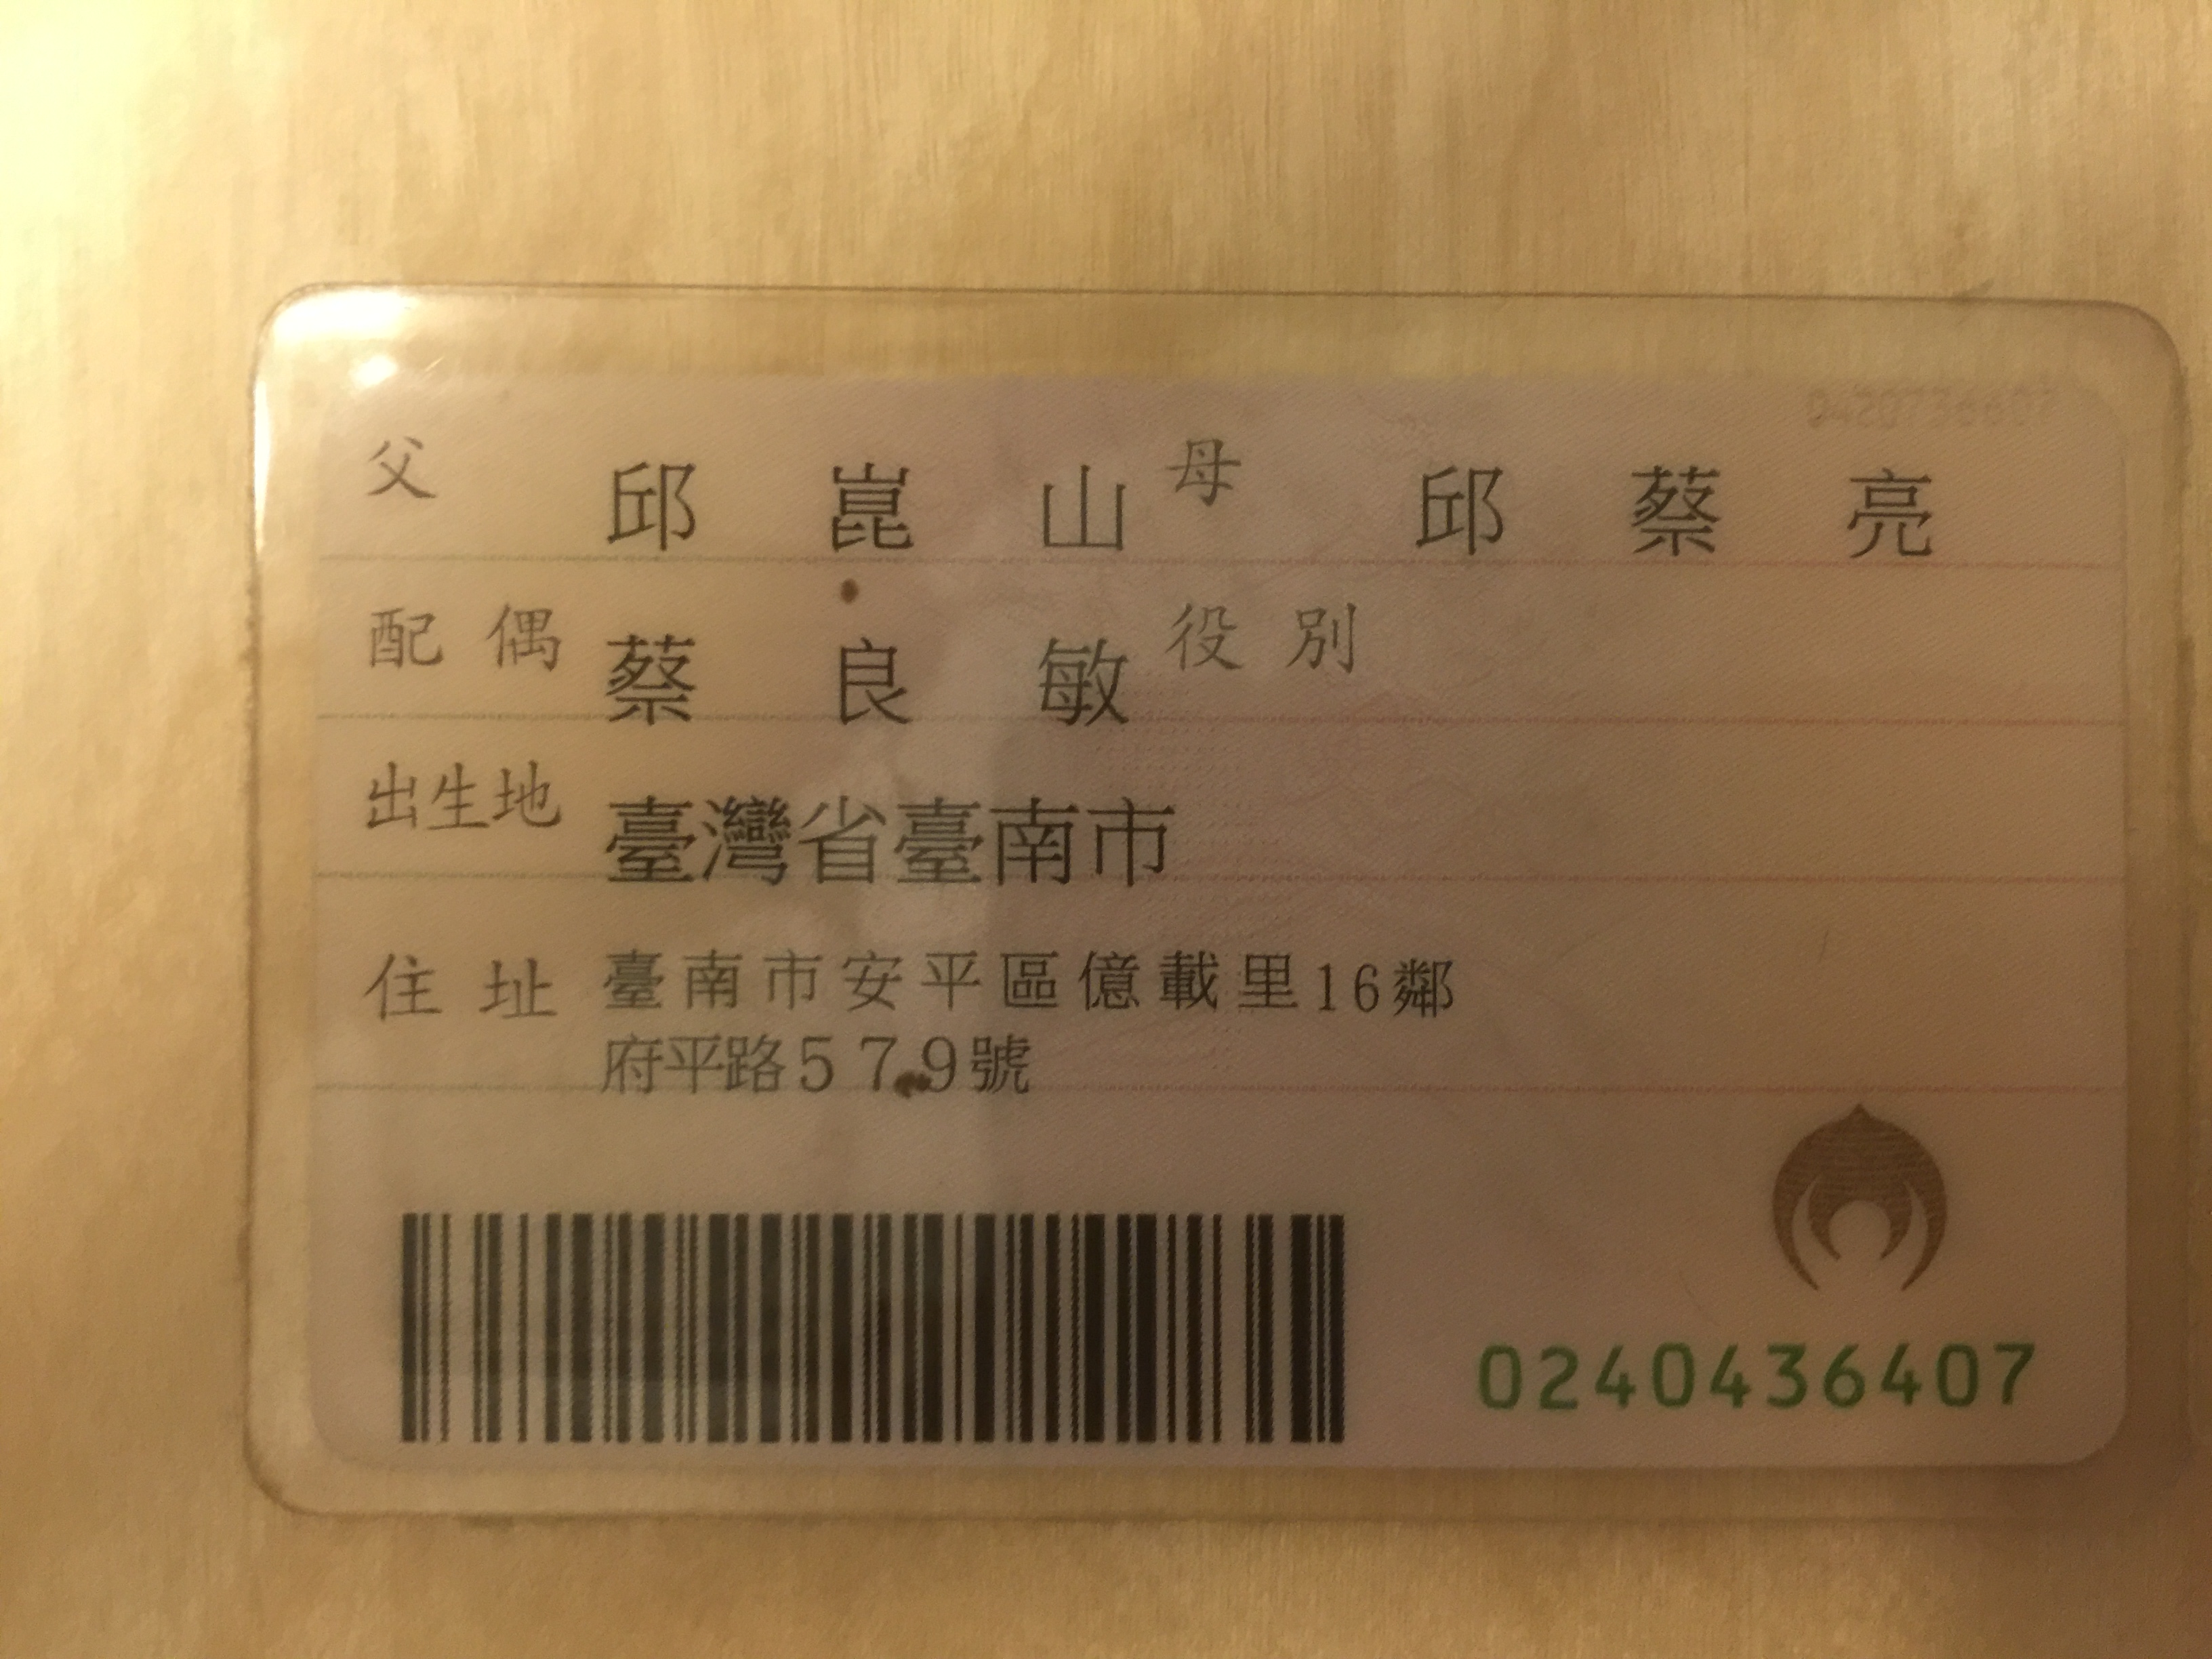 父 邱嵩山 母 邱蔡亮
配偶 蔡良敏 役別
出生地 臺灣省臺南市
住址 臺南市安平區億載里16鄰
府平路579號
0240436407